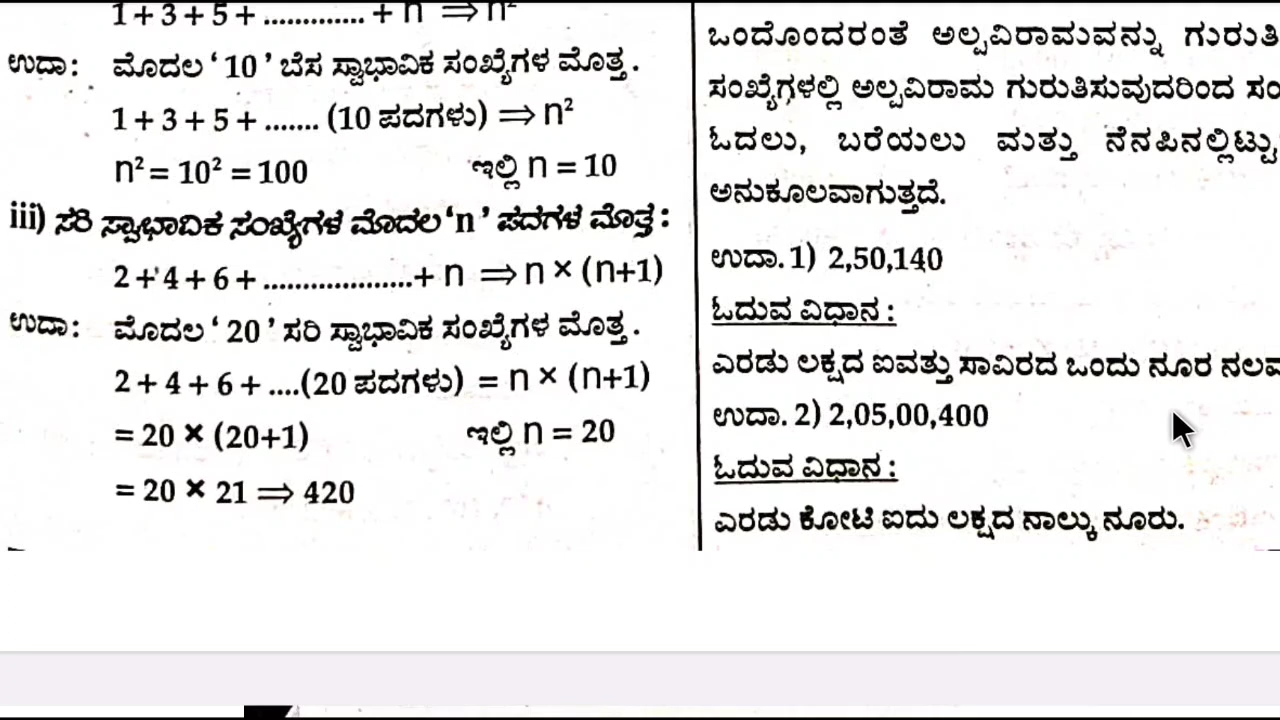 1 + 3 + 5 + ............. + n ⇒ n²
ಉದಾ: ಮೊದಲ ‘ 10 ’ ಬೆಸ ಸ್ವಾಭಾವಿಕ ಸಂಖ್ಯೆಗಳ ಮೊತ್ತ .
1 + 3 + 5 + ....... (10 ಪದಗಳು) ⇒ n²
n² = 10² = 100 ಇಲ್ಲಿ n = 10
iii) ಸರಿ ಸ್ವಾಭಾವಿಕ ಸಂಖ್ಯೆಗಳ ಮೊದಲ ‘n ’ ಪದಗಳ ಮೊತ್ತ :
2 + 4 + 6 + ...................+ n ⇒ n × (n+1)
ಉದಾ: ಮೊದಲ ‘ 20 ’ ಸರಿ ಸ್ವಾಭಾವಿಕ ಸಂಖ್ಯೆಗಳ ಮೊತ್ತ .
2 + 4 + 6 + ....(20 ಪದಗಳು) = n × (n+1)
= 20 × (20+1) ಇಲ್ಲಿ n = 20
= 20 × 21 ⇒ 420
ಒಂದೊಂದರಂತೆ ಅಲ್ಪವಿರಾಮವನ್ನು ಗುರುತಿ
ಸಂಖ್ಯೆಗಳಲ್ಲಿ ಅಲ್ಪವಿರಾಮ ಗುರುತಿಸುವುದರಿಂದ ಸಂ
ಓದಲು, ಬರೆಯಲು ಮತ್ತು ನೆನಪಿನಲ್ಲಿಟ್ಟು
ಅನುಕೂಲವಾಗುತ್ತದೆ.
ಉದಾ. 1) 2,50,140
ಓದುವ ವಿಧಾನ :
ಎರಡು ಲಕ್ಷದ ಐವತ್ತು ಸಾವಿರದ ಒಂದು ನೂರ ನಲವ
ಉದಾ. 2) 2,05,00,400
ಓದುವ ವಿಧಾನ :
ಎರಡು ಕೋಟಿ ಐದು ಲಕ್ಷದ ನಾಲ್ಕು ನೂರು.